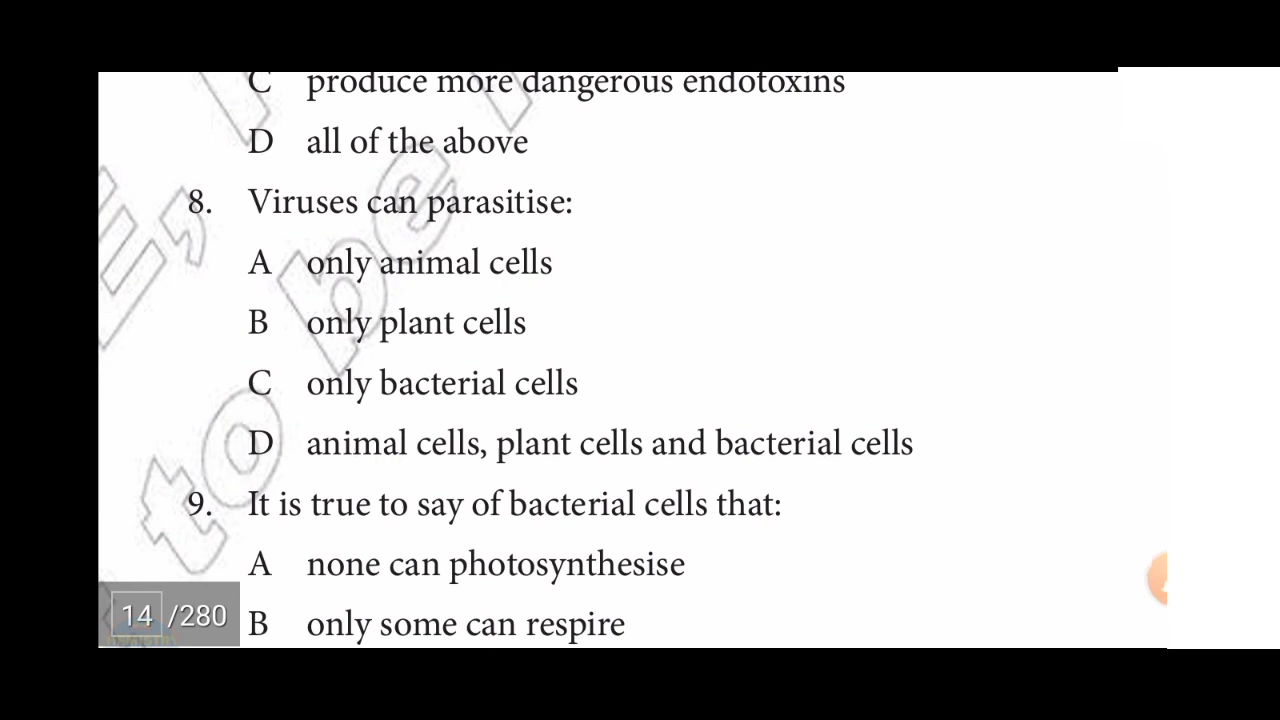 C produce more dangerous endotoxins
D all of the above
8. Viruses can parasitise:
A only animal cells
B only plant cells
C only bacterial cells
D animal cells, plant cells and bacterial cells
9. It is true to say of bacterial cells that:
A none can photosynthesise
B only some can respire
14 /280
to be